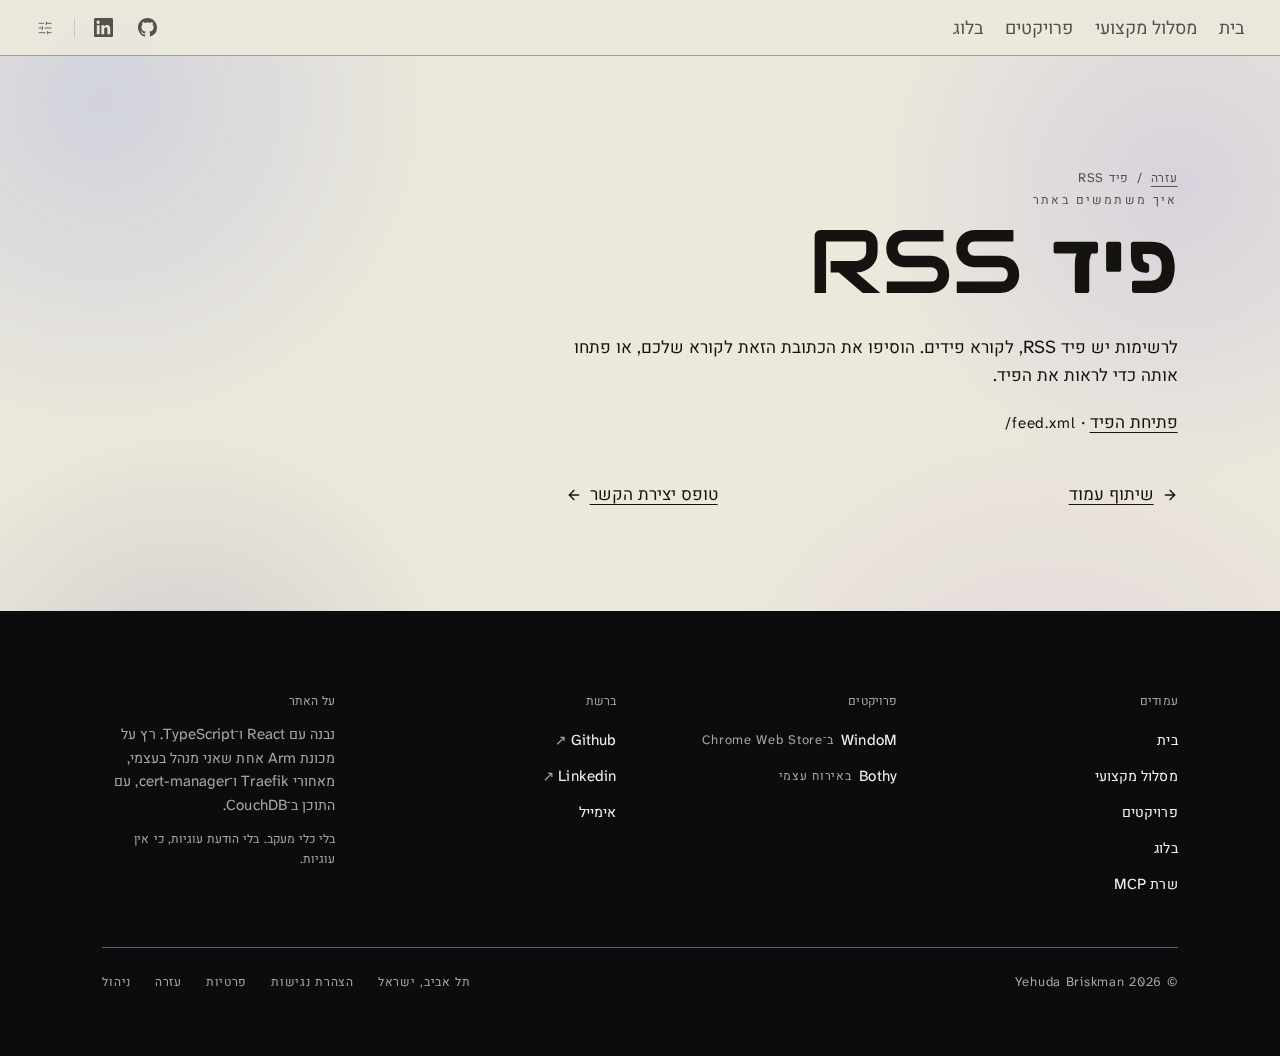 בית מסלול מקצועי פרויקטים בלוג
עזרה / פיד RSS
איך משתמשים באתר
פיד RSS
לרשימות יש פיד RSS, לקורא פידים. הוסיפו את הכתובת הזאת לקורא שלכם, או פתחו
אותה כדי לראות את הפיד.
פתיחת הפיד · /feed.xml
→ שיתוף עמוד
טופס יצירת הקשר ←
עמודים
בית
מסלול מקצועי
פרויקטים
בלוג
שרת MCP
פרויקטים
WindoM ב־Chrome Web Store
Bothy באירוח עצמי
ברשת
Github ↗
Linkedin ↗
אימייל
על האתר
נבנה עם React ו־TypeScript. רץ על
מכונת Arm אחת שאני מנהל בעצמי,
מאחורי Traefik ו־cert-manager, עם
התוכן ב־CouchDB.
בלי כלי מעקב. בלי הודעת עוגיות, כי אין
עוגיות.
© 2026 Yehuda Briskman
תל אביב, ישראל הצהרת נגישות פרטיות עזרה ניהול